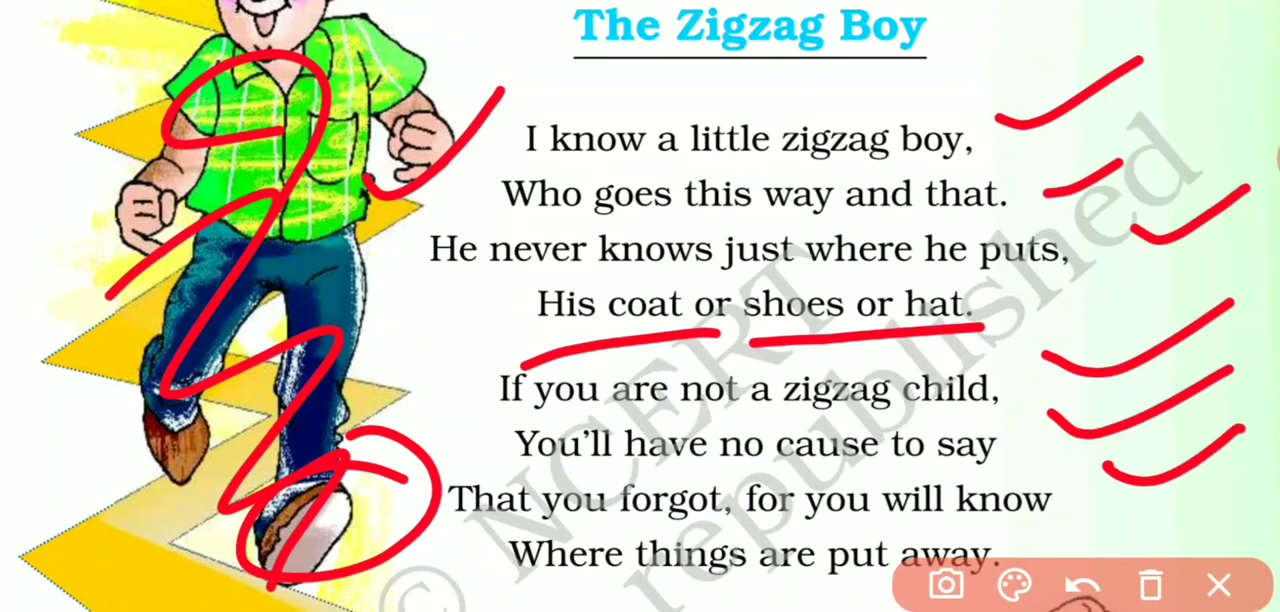 The Zigzag Boy
I know a little zigzag boy,
Who goes this way and that.
He never knows just where he puts,
His coat or shoes or hat.
If you are not a zigzag child,
You'll have no cause to say
That you forgot, for you will know
Where things are put away.
© NCERT
republished